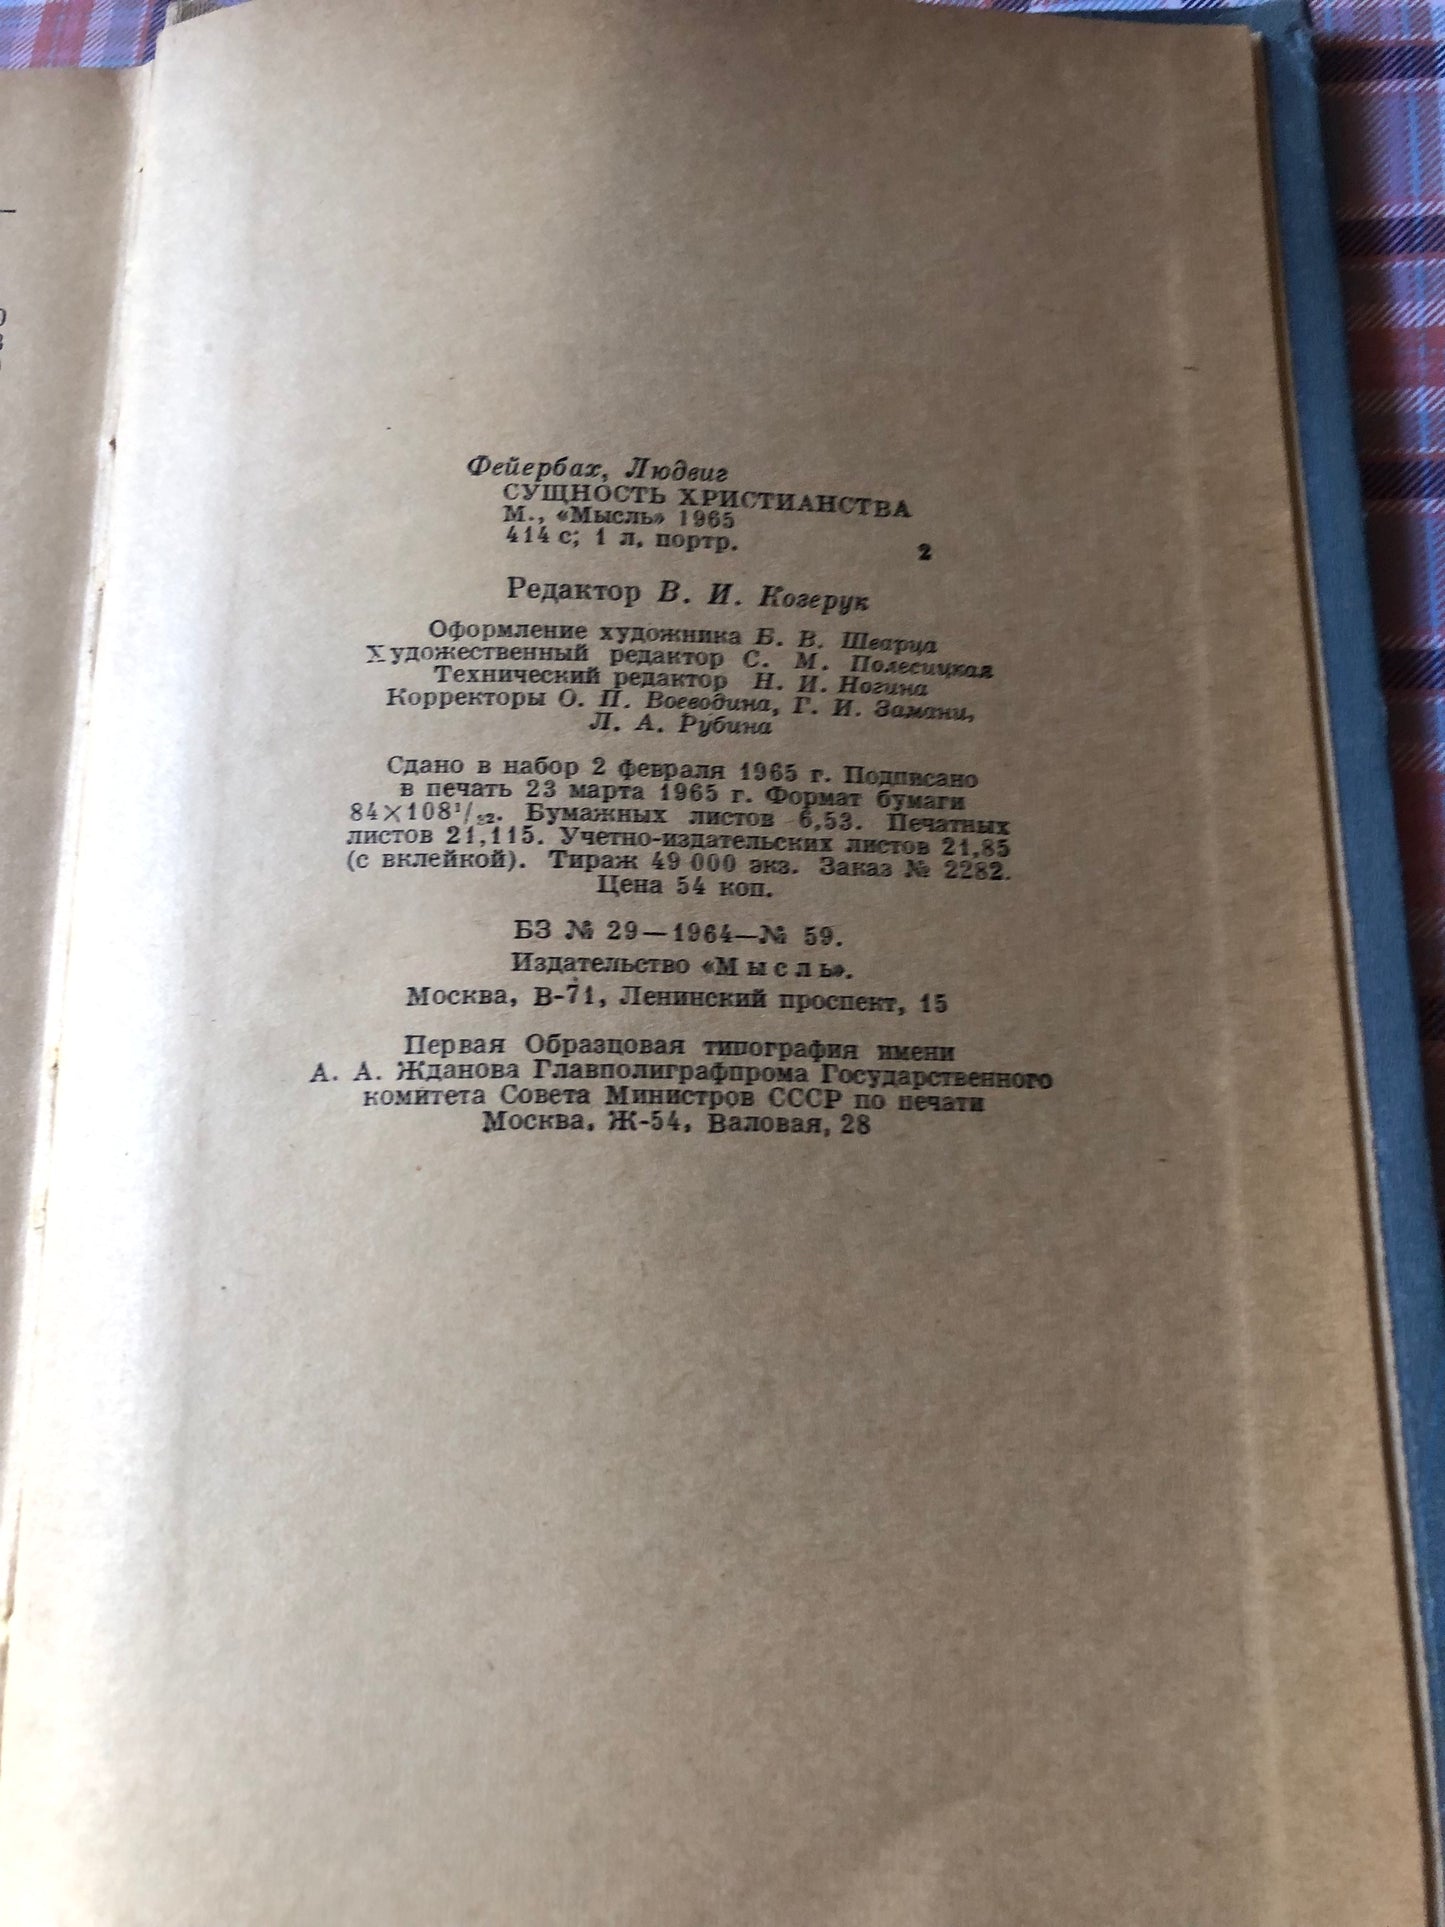 Фейербах, Людвиг
СУЩНОСТЬ ХРИСТИАНСТВА
М., «Мысль» 1965
414 с; 1 л. портр.
2
Редактор В. И. Козерук
Оформление художника Б. В. Шварца
Художественный редактор С. М. Полесицкая
Технический редактор Н. И. Ногина
Корректоры О. П. Воеводина, Г. И. Замани,
Л. А. Рубина
Сдано в набор 2 февраля 1965 г. Подписано
в печать 23 марта 1965 г. Формат бумаги
84×108¹/₃₂. Бумажных листов 6,53. Печатных
листов 21,115. Учетно-издательских листов 21,85
(с вклейкой). Тираж 49 000 экз. Заказ № 2282.
Цена 54 коп.
БЗ № 29—1964—№ 59.
Издательство «Мысль».
Москва, В-71, Ленинский проспект, 15
Первая Образцовая типография имени
А. А. Жданова Главполиграфпрома Государственного
комитета Совета Министров СССР по печати
Москва, Ж-54, Валовая, 28